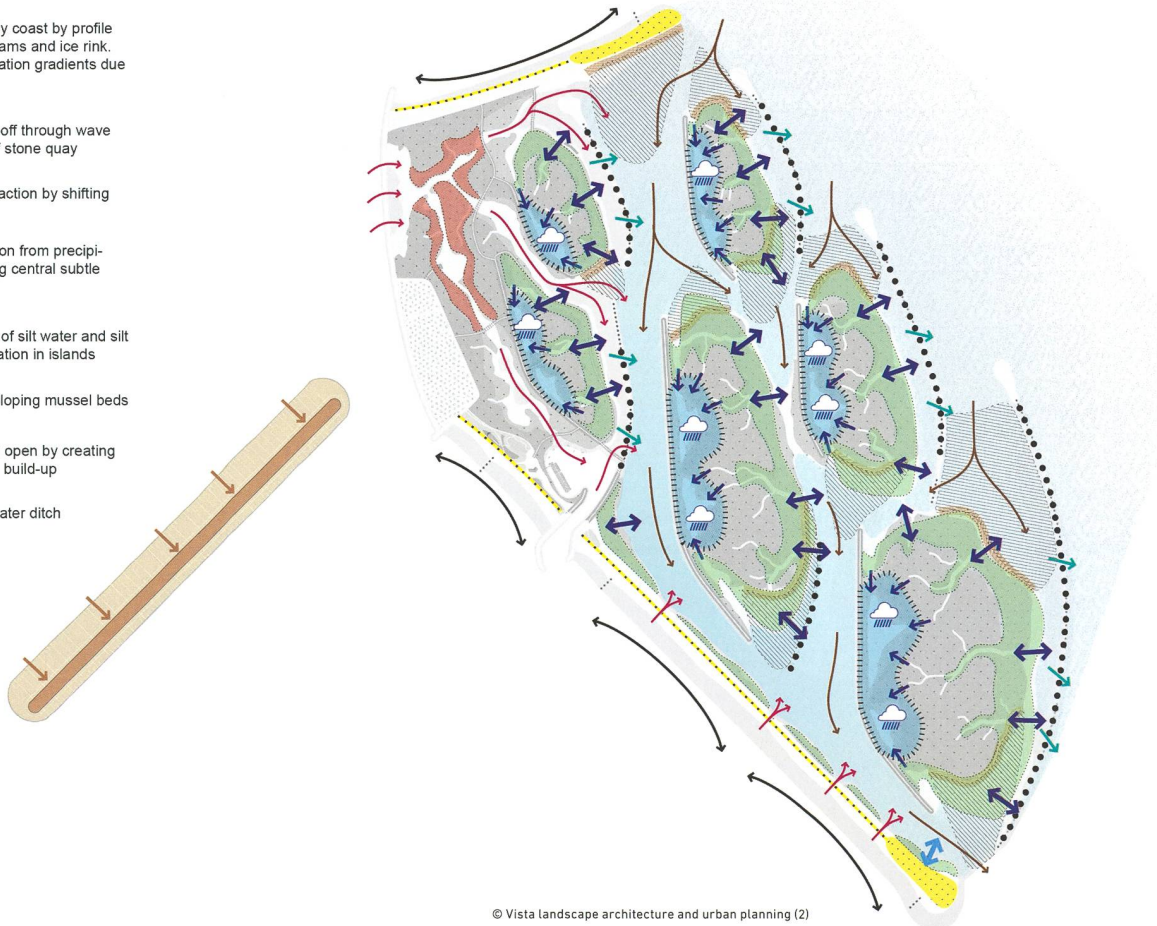 y coast by profile
ams and ice rink.
ation gradients due
off through wave
f stone quay
action by shifting
on from precipi-
g central subtle
of silt water and silt
ation in islands
loping mussel beds
open by creating
build-up
ater ditch
© Vista landscape architecture and urban planning (2)